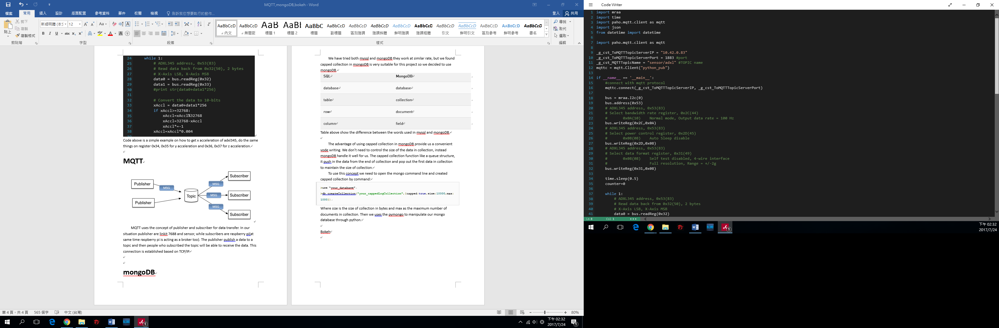 MQTT,mongoDB,bokeh - Word
檔案 常用 插入 設計 版面配置 參考資料 郵件 校閱 檢視 告訴我您想要執行的動作... 登入 共用
貼上 剪下
複製
複製格式
新細明體 (本文 12
剪貼簿 字型 段落 樣式 編輯
AaBbCcD AaBbCcD AaB AaBl AaBbC AaBbCcD AaBbCcD AaBbCcD AaBbCcD AaBbCcD AaBbCcD AaBbCcD AaBbCcD AaBbCcD AaBbCcD
內文 無間距 標題 1 標題 2 標題 副標題 區別強調 強調斜體 鮮明強調 強調粗體 引文 鮮明引文 區別參考 鮮明參考 書名
尋找
取代
選取
24 while 1:
25 # ADXL345 address, 0x53(83)
26 # Read data back from 0x32(50), 2 bytes
27 # X-Axis LSB, X-Axis MSB
28 data0 = bus.readReg(0x32)
29 data1 = bus.readReg(0x33)
30 #print str(data0+data1*256)
31
32 # Convert the data to 10-bits
33 xAccl = data0+data1*256
34 if xAccl>=32768:
35 xAccl=xAccl%32768
36 xAccl=32768-xAccl
37 xAccl*=-1
38 xAccl=xAccl*0.004
Code above is a simple example on how to get x acceleration of adxl345, do the same
things on register 0x34, 0x35 for y acceleration and 0x36, 0x37 for z acceleration.
MQTT
Publisher
Publisher
MSG
Topic
MSG
MSG
MSG
Subscriber
Subscriber
Subscriber
MQTT uses the concept of publisher and subscriber for data transfer. In our
situation publisher are linkit 7688 and sensor, while subscribers are raspberry pi(at
same time raspberry pi is acting as a broker too). The publisher publish a data to a
topic and then people who subscribed the topic will be able to receive the data. This
connection is established based on TCP/IP.
mongoDB
We have tried both mysql and mongoDB they work at similar rate, but we found
capped collection in mongoDB is very suitable for this project so we decided to use
mongoDB.
SQL MongoDB
database database
table collection
row document
column field
Table above show the difference between the words used in mysql and mongoDB.
The advantage of using capped collection in mongoDB provide us a convenient
vode writing. We don't need to control the size of the data in collection, instead
mongoDB handle it well for us. The capped collection function like a queue structure,
it push in the data from the end of collection and pop out the first data in collection
to maintain the size of collection.
To use this concept we need to open the mongo command line and created
capped collection by command:
>use "your_database"
>db.createCollection("your_cappedLogCollection",{capped:true,size:10000,max:
1000})
Where size is the size of collection in bytes and max as the maximum number of
documents in collection. Then we uses the pymongo to manipulate our mongo
database through python.
Bokeh
第 4 頁，共 4 頁 565 個字 中文 (台灣) 80%
下午 02:32
2017/7/24
Code Writer
1 import mraa
2 import time
3 import paho.mqtt.client as mqtt
4 import json
5 from datetime import datetime
6
7 import paho.mqtt.client as mqtt
8
9 _g_cst_ToMQTTTopicServerIP = "10.42.0.83"
10 _g_cst_ToMQTTTopicServerPort = 1883 #port
11 _g_cst_MQTTTopicName = "sensor/adxl" #TOPIC name
12 mqttc = mqtt.Client("python_pub")
13
14 if __name__ == '__main__':
15 #connect with mqtt protocol
16 mqttc.connect(_g_cst_ToMQTTTopicServerIP, _g_cst_ToMQTTTopicServerPort)
17
18 bus = mraa.I2c(0)
19 bus.address(0x53)
20 # ADXL345 address, 0x53(83)
21 # Select bandwidth rate register, 0x2C(44)
22 # 0x0A(10) Normal mode, Output data rate = 100 Hz
23 bus.writeReg(0x2C,0x0A)
24 # ADXL345 address, 0x53(83)
25 # Select power control register, 0x2D(45)
26 # 0x08(08) Auto Sleep disable
27 bus.writeReg(0x2D,0x08)
28 # ADXL345 address, 0x53(83)
29 # Select data format register, 0x31(49)
30 # 0x08(08) Self test disabled, 4-wire interface
31 # Full resolution, Range = +/-2g
32 bus.writeReg(0x31,0x08)
33
34 time.sleep(0.5)
35 counter=0
36
37 while 1:
38 # ADXL345 address, 0x53(83)
39 # Read data back from 0x32(50), 2 bytes
40 # X-Axis LSB, X-Axis MSB
41 data0 = bus.readReg(0x32)
Ln 8 Col 1
下午 02:32
2017/7/24